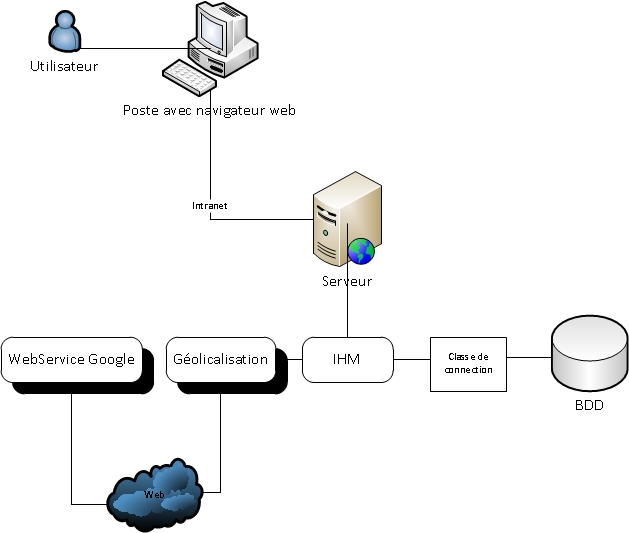 Utilisateur
Poste avec navigateur web
Intranet
Serveur
WebService Google
Géolicalisation
IHM
Classe de
connection
BDD
Web